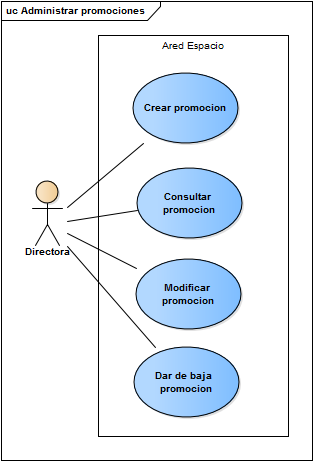 uc Administrar promociones
Ared Espacio
Crear promocion
Consultar
promocion
Directora
Modificar
promocion
Dar de baja
promocion